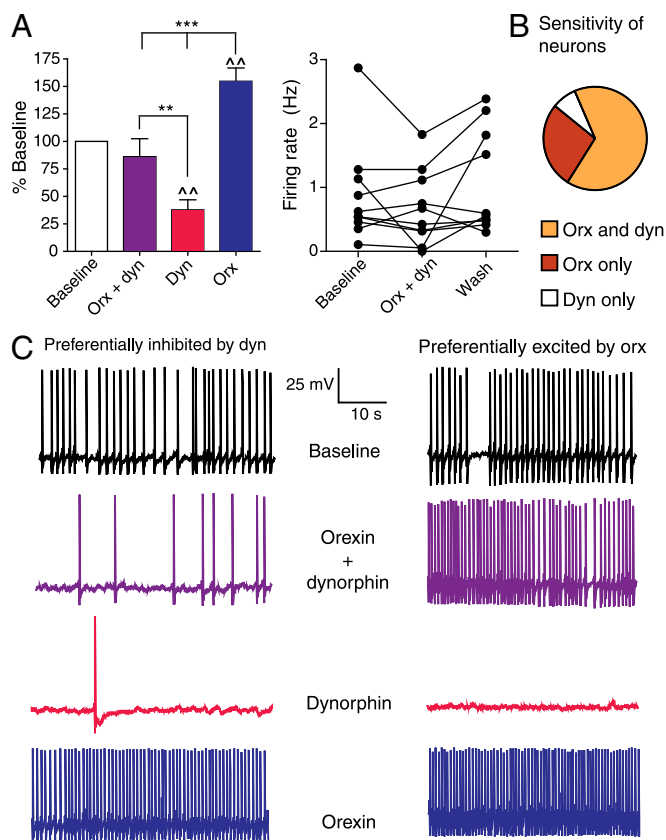 A
***
^^
**
^^
175
150
125
100
75
50
25
0
% Baseline
Baseline
Orx + dyn
Dyn
Orx
3
2
1
0
Firing rate (Hz)
Baseline
Orx + dyn
Wash
B
Sensitivity of
neurons
Orx and dyn
Orx only
Dyn only
C
Preferentially inhibited by dyn
Preferentially excited by orx
25 mV
10 s
Baseline
Orexin
+
dynorphin
Dynorphin
Orexin